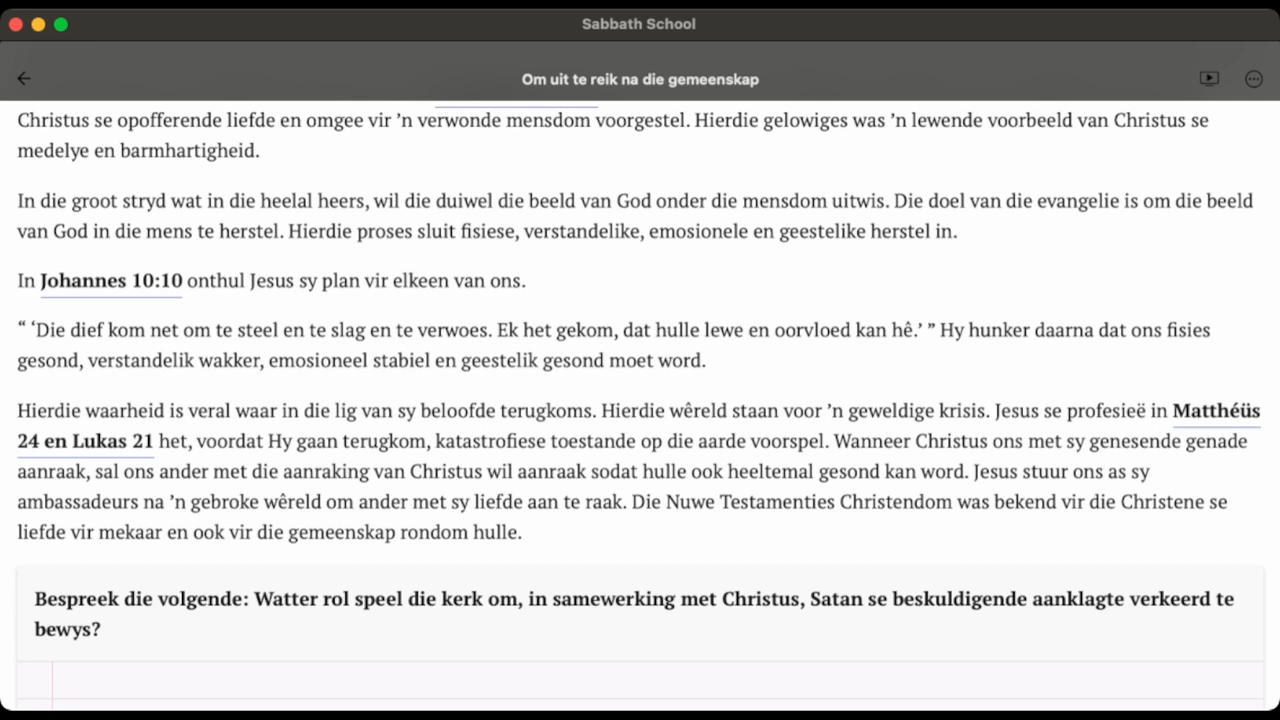 Sabbath School
Om uit te reik na die gemeenskap
Christus se opofferende liefde en omgee vir ’n verwonde mensdom voorgestel. Hierdie gelowiges was ’n lewende voorbeeld van Christus se
medelye en barmhartigheid.
In die groot stryd wat in die heelal heers, wil die duiwel die beeld van God onder die mensdom uitwis. Die doel van die evangelie is om die beeld
van God in die mens te herstel. Hierdie proses sluit fisiese, verstandelike, emosionele en geestelike herstel in.
In Johannes 10:10 onthul Jesus sy plan vir elkeen van ons.
“ ‘Die dief kom net om te steel en te slag en te verwoes. Ek het gekom, dat hulle lewe en oorvloed kan hê.’ ” Hy hunker daarna dat ons fisies
gesond, verstandelik wakker, emosioneel stabiel en geestelik gesond moet word.
Hierdie waarheid is veral waar in die lig van sy beloofde terugkoms. Hierdie wêreld staan voor ’n geweldige krisis. Jesus se profesieë in Matthéüs
24 en Lukas 21 het, voordat Hy gaan terugkom, katastrofiese toestande op die aarde voorspel. Wanneer Christus ons met sy genesende genade
aanraak, sal ons ander met die aanraking van Christus wil aanraak sodat hulle ook heeltemal gesond kan word. Jesus stuur ons as sy
ambassadeurs na ’n gebroke wêreld om ander met sy liefde aan te raak. Die Nuwe Testamenties Christendom was bekend vir die Christene se
liefde vir mekaar en ook vir die gemeenskap rondom hulle.
Bespreek die volgende: Watter rol speel die kerk om, in samewerking met Christus, Satan se beskuldigende aanklagte verkeerd te
bewys?